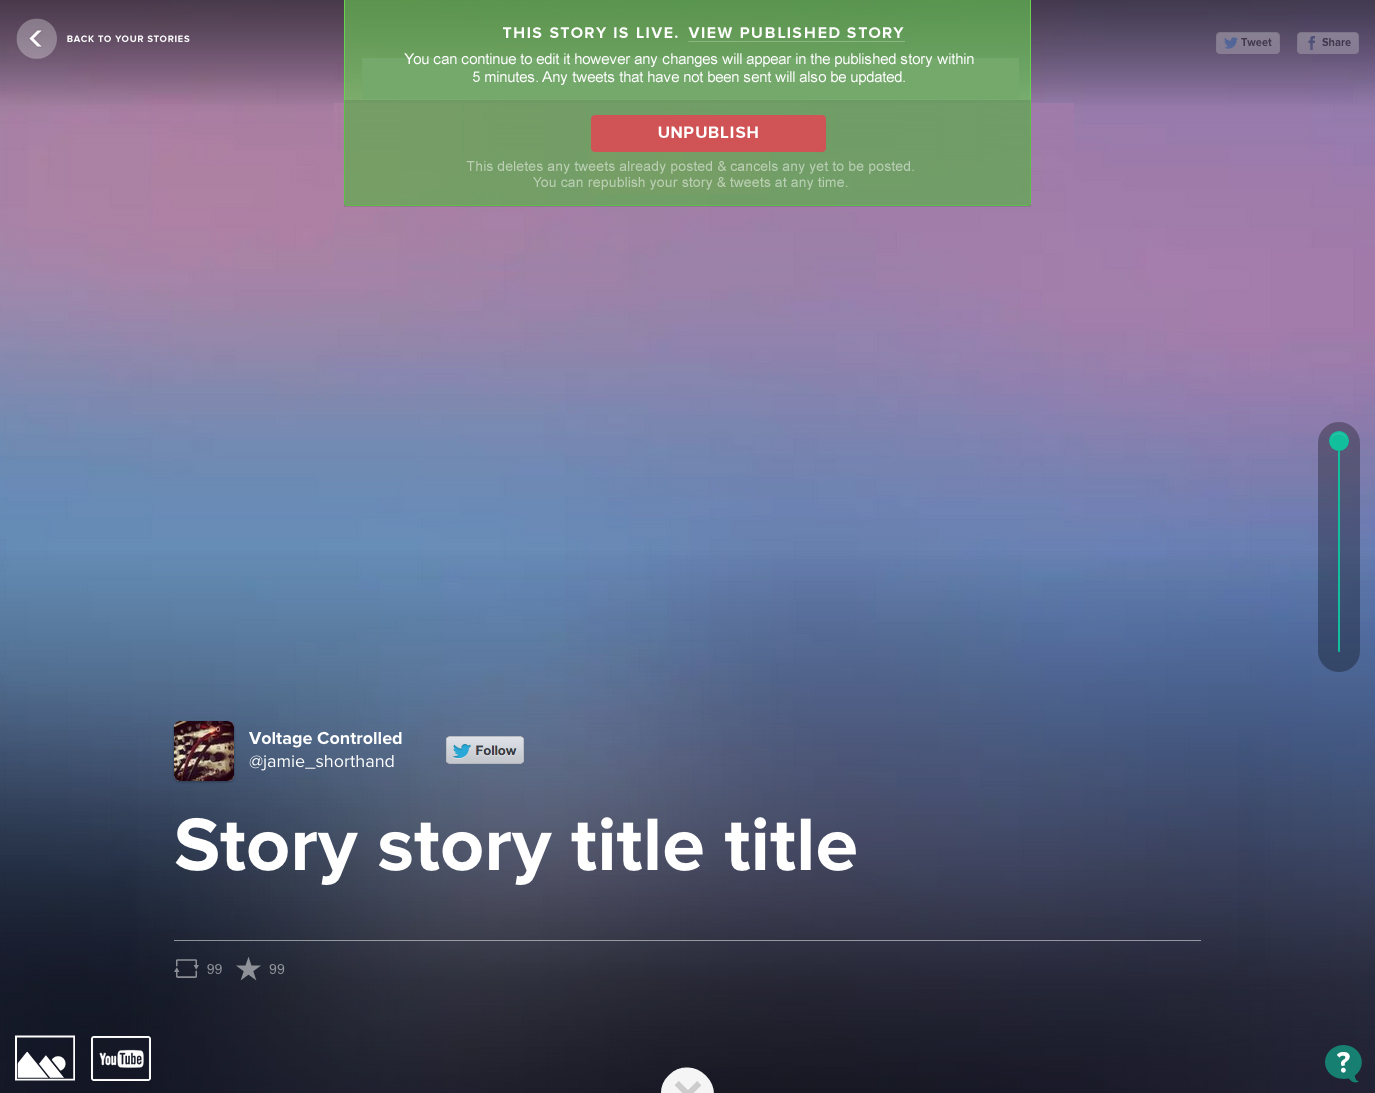 BACK TO YOUR STORIES
THIS STORY IS LIVE. VIEW PUBLISHED STORY
You can continue to edit it however any changes will appear in the published story within
5 minutes. Any tweets that have not been sent will also be updated.
Tweet
Share
UNPUBLISH
This deletes any tweets already posted & cancels any yet to be posted.
You can republish your story & tweets at any time.
Voltage Controlled
@jamie_shorthand
Follow
Story story title title
99 99
YouTube
?